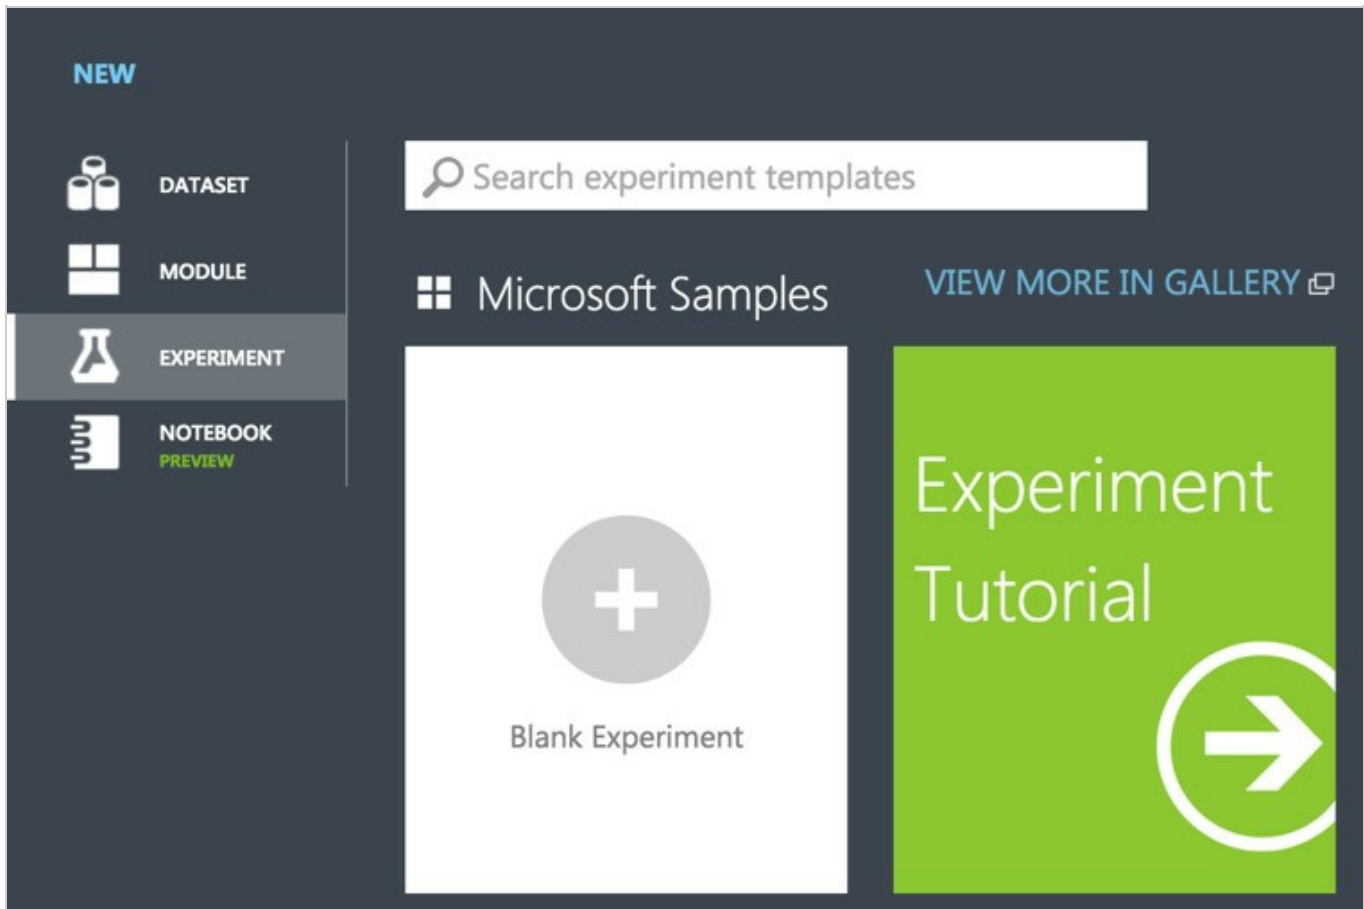 NEW
DATASET
MODULE
EXPERIMENT
NOTEBOOK
PREVIEW
Search experiment templates
Microsoft Samples
VIEW MORE IN GALLERY
Blank Experiment
Experiment
Tutorial